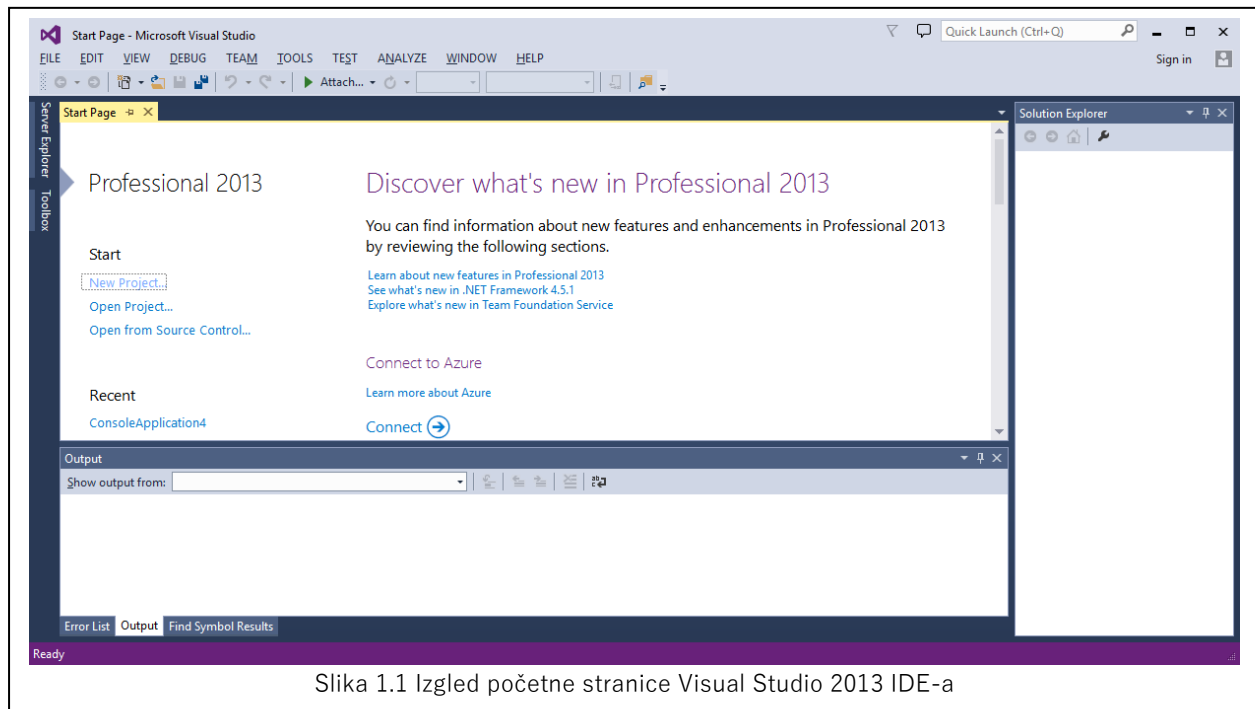 Start Page - Microsoft Visual Studio
Quick Launch (Ctrl+Q)
FILE EDIT VIEW DEBUG TEAM TOOLS TEST ANALYZE WINDOW HELP
Sign in
Attach...
Server Explorer
Toolbox
Start Page
Professional 2013
Start
New Project...
Open Project...
Open from Source Control...
Recent
ConsoleApplication4
Discover what's new in Professional 2013
You can find information about new features and enhancements in Professional 2013
by reviewing the following sections.
Learn about new features in Professional 2013
See what's new in .NET Framework 4.5.1
Explore what's new in Team Foundation Service
Connect to Azure
Learn more about Azure
Connect
Solution Explorer
Output
Show output from:
Error List Output Find Symbol Results
Ready
Slika 1.1 Izgled početne stranice Visual Studio 2013 IDE-a